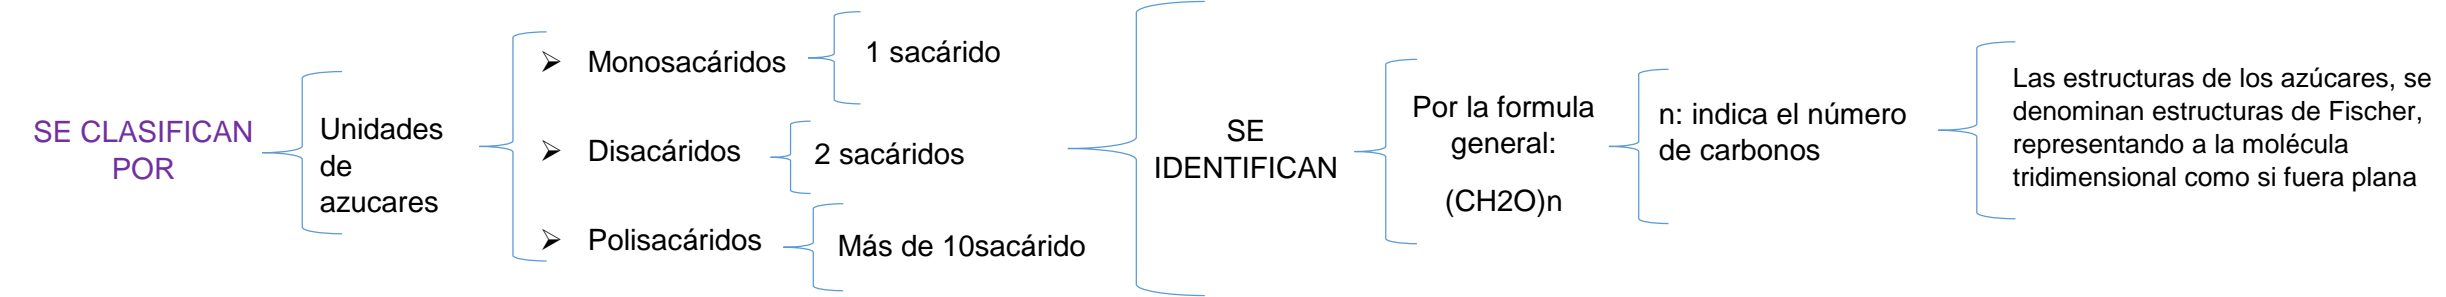 SE CLASIFICAN
POR
Unidades
de
azucares
➢ Monosacáridos
1 sacárido
➢ Disacáridos
2 sacáridos
➢ Polisacáridos
Más de 10sacárido
SE
IDENTIFICAN
Por la formula
general:
(CH2O)n
n: indica el número
de carbonos
Las estructuras de los azúcares, se
denominan estructuras de Fischer,
representando a la molécula
tridimensional como si fuera plana